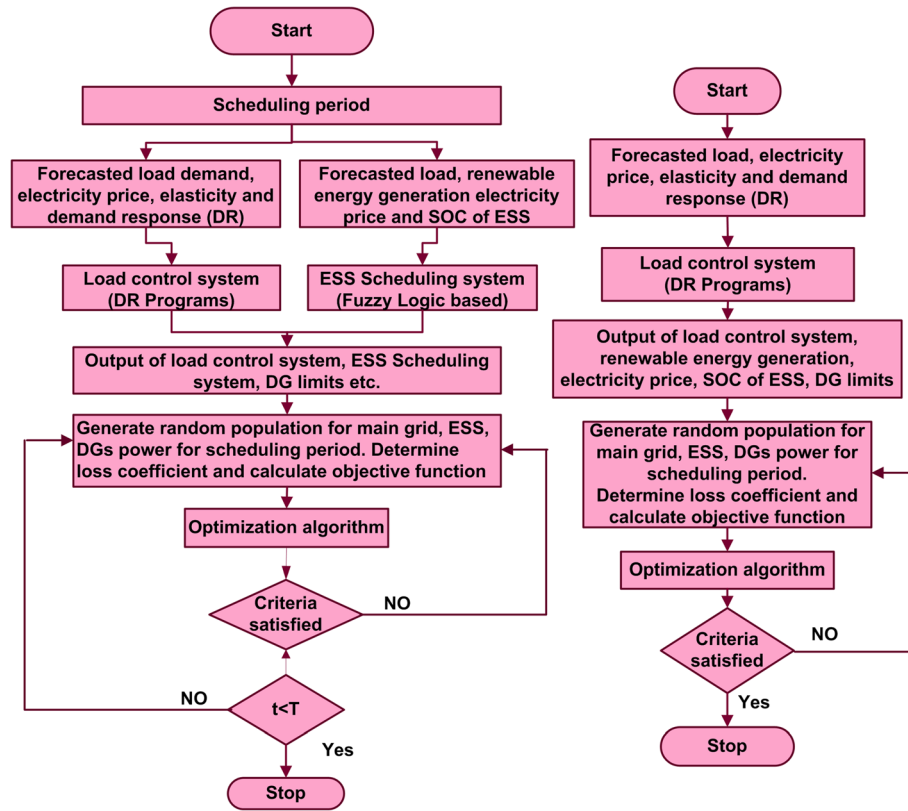 Start
Scheduling period
Forecasted load demand,
electricity price, elasticity and
demand response (DR)
Forecasted load, renewable
energy generation electricity
price and SOC of ESS
Load control system
(DR Programs)
ESS Scheduling system
(Fuzzy Logic based)
Output of load control system, ESS Scheduling
system, DG limits etc.
Generate random population for main grid, ESS,
DGs power for scheduling period. Determine
loss coefficient and calculate objective function
Optimization algorithm
Criteria
satisfied
NO
t<T
NO
Yes
Stop
Start
Forecasted load, electricity
price, elasticity and demand
response (DR)
Load control system
(DR Programs)
Output of load control system,
renewable energy generation,
electricity price, SOC of ESS, DG limits
Generate random population for
main grid, ESS, DGs power for
scheduling period.
Determine loss coefficient and
calculate objective function
Optimization algorithm
Criteria
satisfied
NO
Yes
Stop